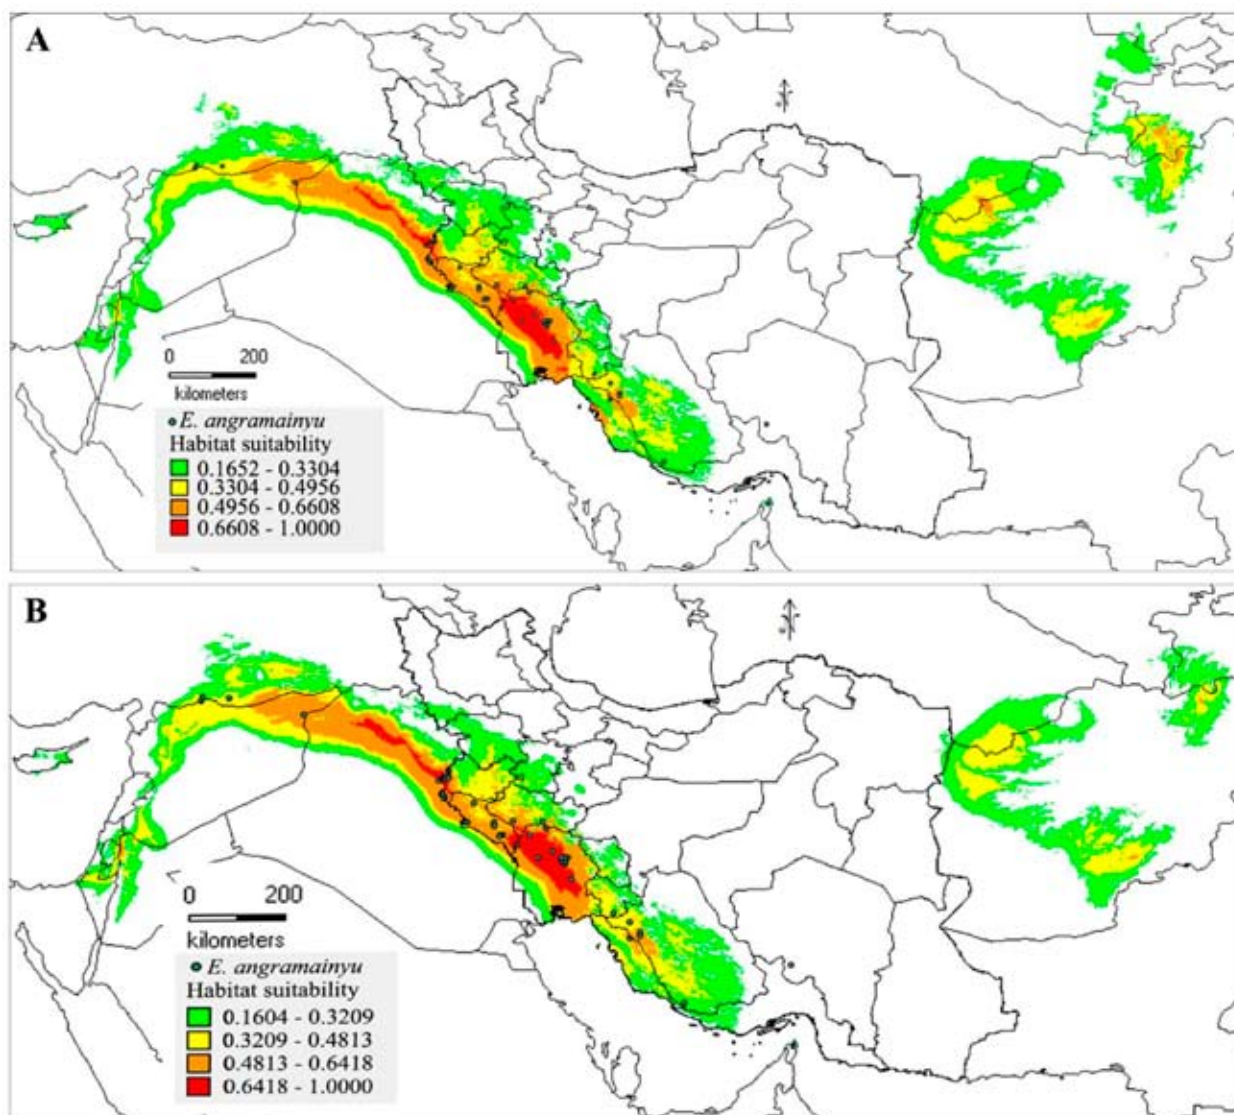 A
0 200
kilometers
E. angramainyu
Habitat suitability
0.1652 - 0.3304
0.3304 - 0.4956
0.4956 - 0.6608
0.6608 - 1.0000
B
0 200
kilometers
E. angramainyu
Habitat suitability
0.1604 - 0.3209
0.3209 - 0.4813
0.4813 - 0.6418
0.6418 - 1.0000